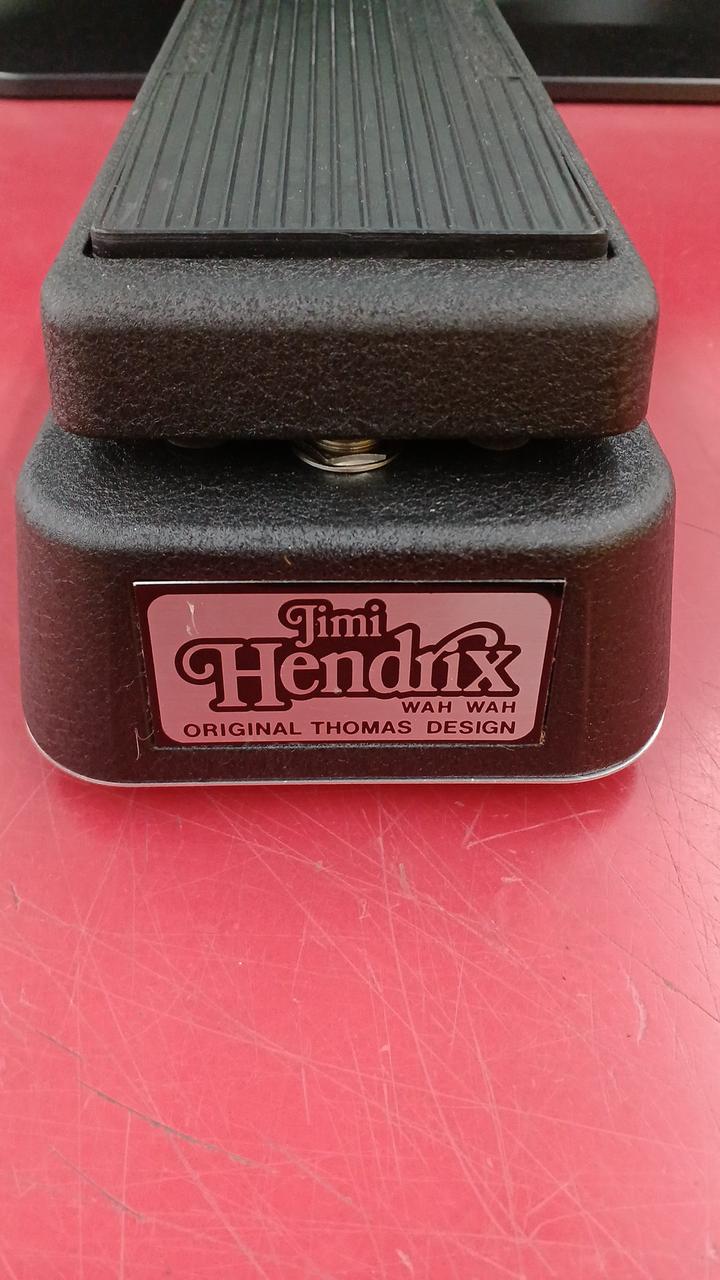 Jimi
Hendrix
WAH WAH
ORIGINAL THOMAS DESIGN